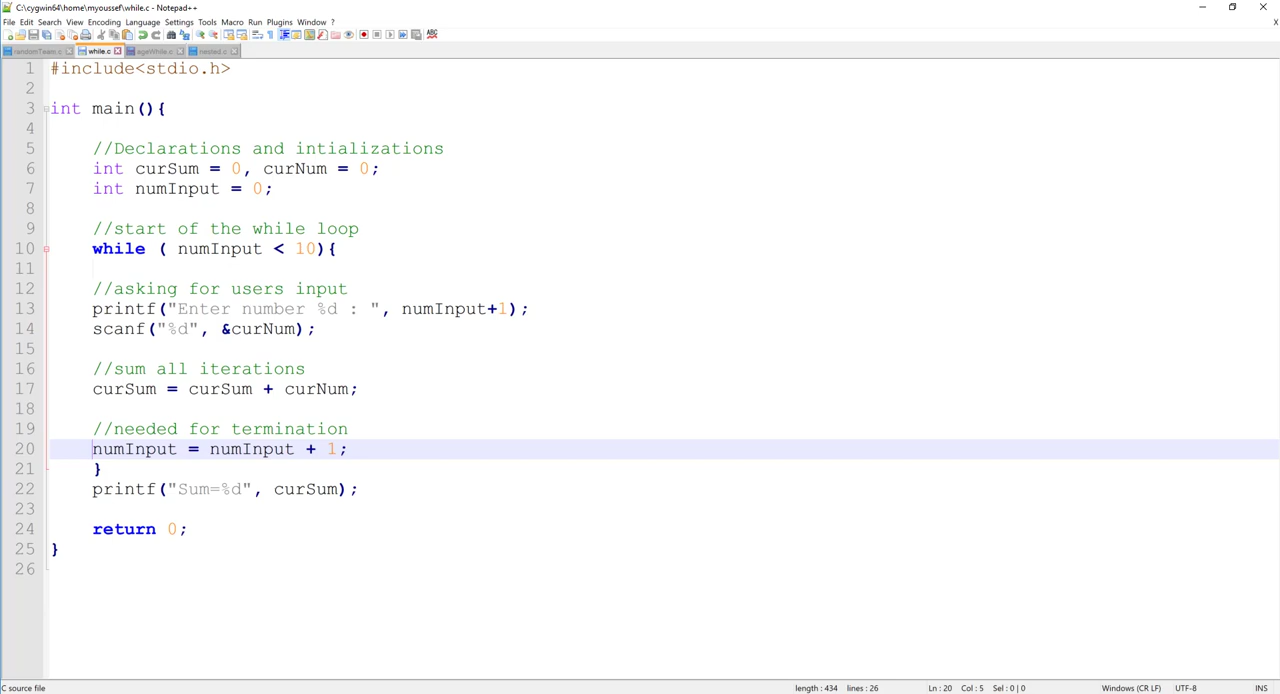 C:\cygwin64\home\myoussef\while.c - Notepad++
File Edit Search View Encoding Language Settings Tools Macro Run Plugins Window ? X
randomTeam.c while.c ageWhile.c nested.c
1 #include<stdio.h>
2
3 int main(){
4
5 //Declarations and intializations
6 int curSum = 0, curNum = 0;
7 int numInput = 0;
8
9 //start of the while loop
10 while ( numInput < 10){
11
12 //asking for users input
13 printf("Enter number %d : ", numInput+1);
14 scanf("%d", &curNum);
15
16 //sum all iterations
17 curSum = curSum + curNum;
18
19 //needed for termination
20 numInput = numInput + 1;
21 }
22 printf("Sum=%d", curSum);
23
24 return 0;
25 }
26
C source file length : 434 lines : 26 Ln : 20 Col : 5 Sel : 0 | 0 Windows (CR LF) UTF-8 INS